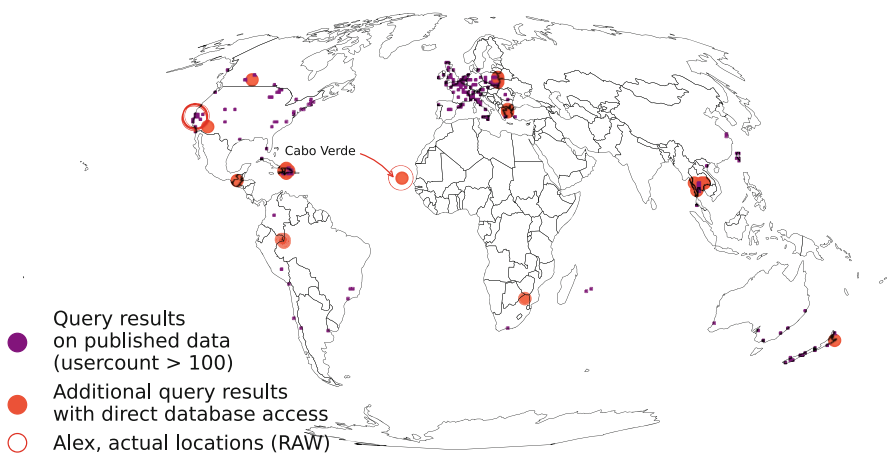 Cabo Verde
Query results
on published data
(usercount > 100)
Additional query results
with direct database access
Alex, actual locations (RAW)